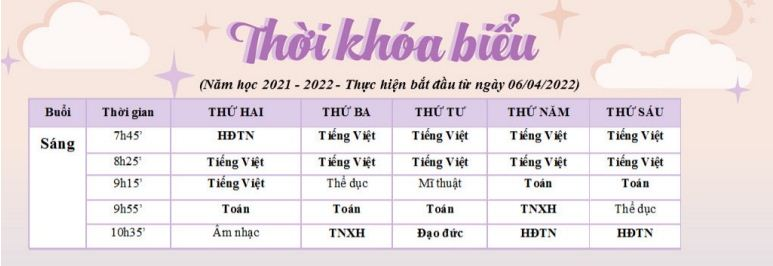 Thời khóa biểu
(Năm học 2021 - 2022 - Thực hiện bắt đầu từ ngày 06/04/2022)
Buổi Thời gian THỨ HAI THỨ BA THỨ TƯ THỨ NĂM THỨ SÁU
Sáng 7h45' HĐTN Tiếng Việt Tiếng Việt Tiếng Việt Tiếng Việt
8h25' Tiếng Việt Tiếng Việt Tiếng Việt Tiếng Việt Tiếng Việt
9h15' Tiếng Việt Thể dục Mĩ thuật Toán Toán
9h55' Toán Toán Toán TNXH Thể dục
10h35' Âm nhạc TNXH Đạo đức HĐTN HĐTN